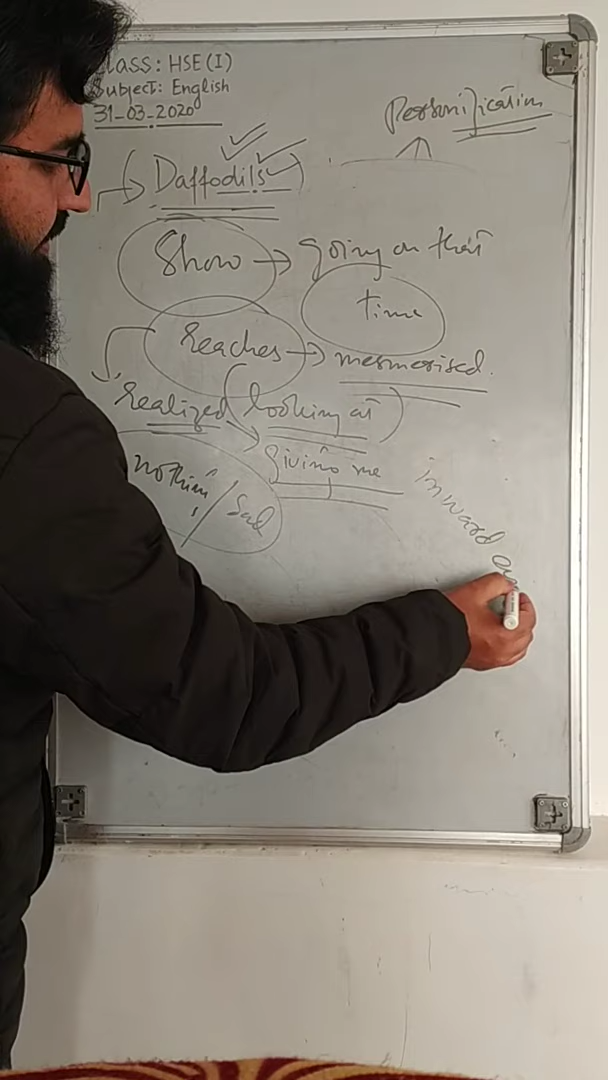 lass: HSE(I)
Subject: English
31-03-2020
Personification
Daffodils
Show → going on that
time
Reaches → mesmerised.
Realized looking at
giving me
nothing / Sad
inward